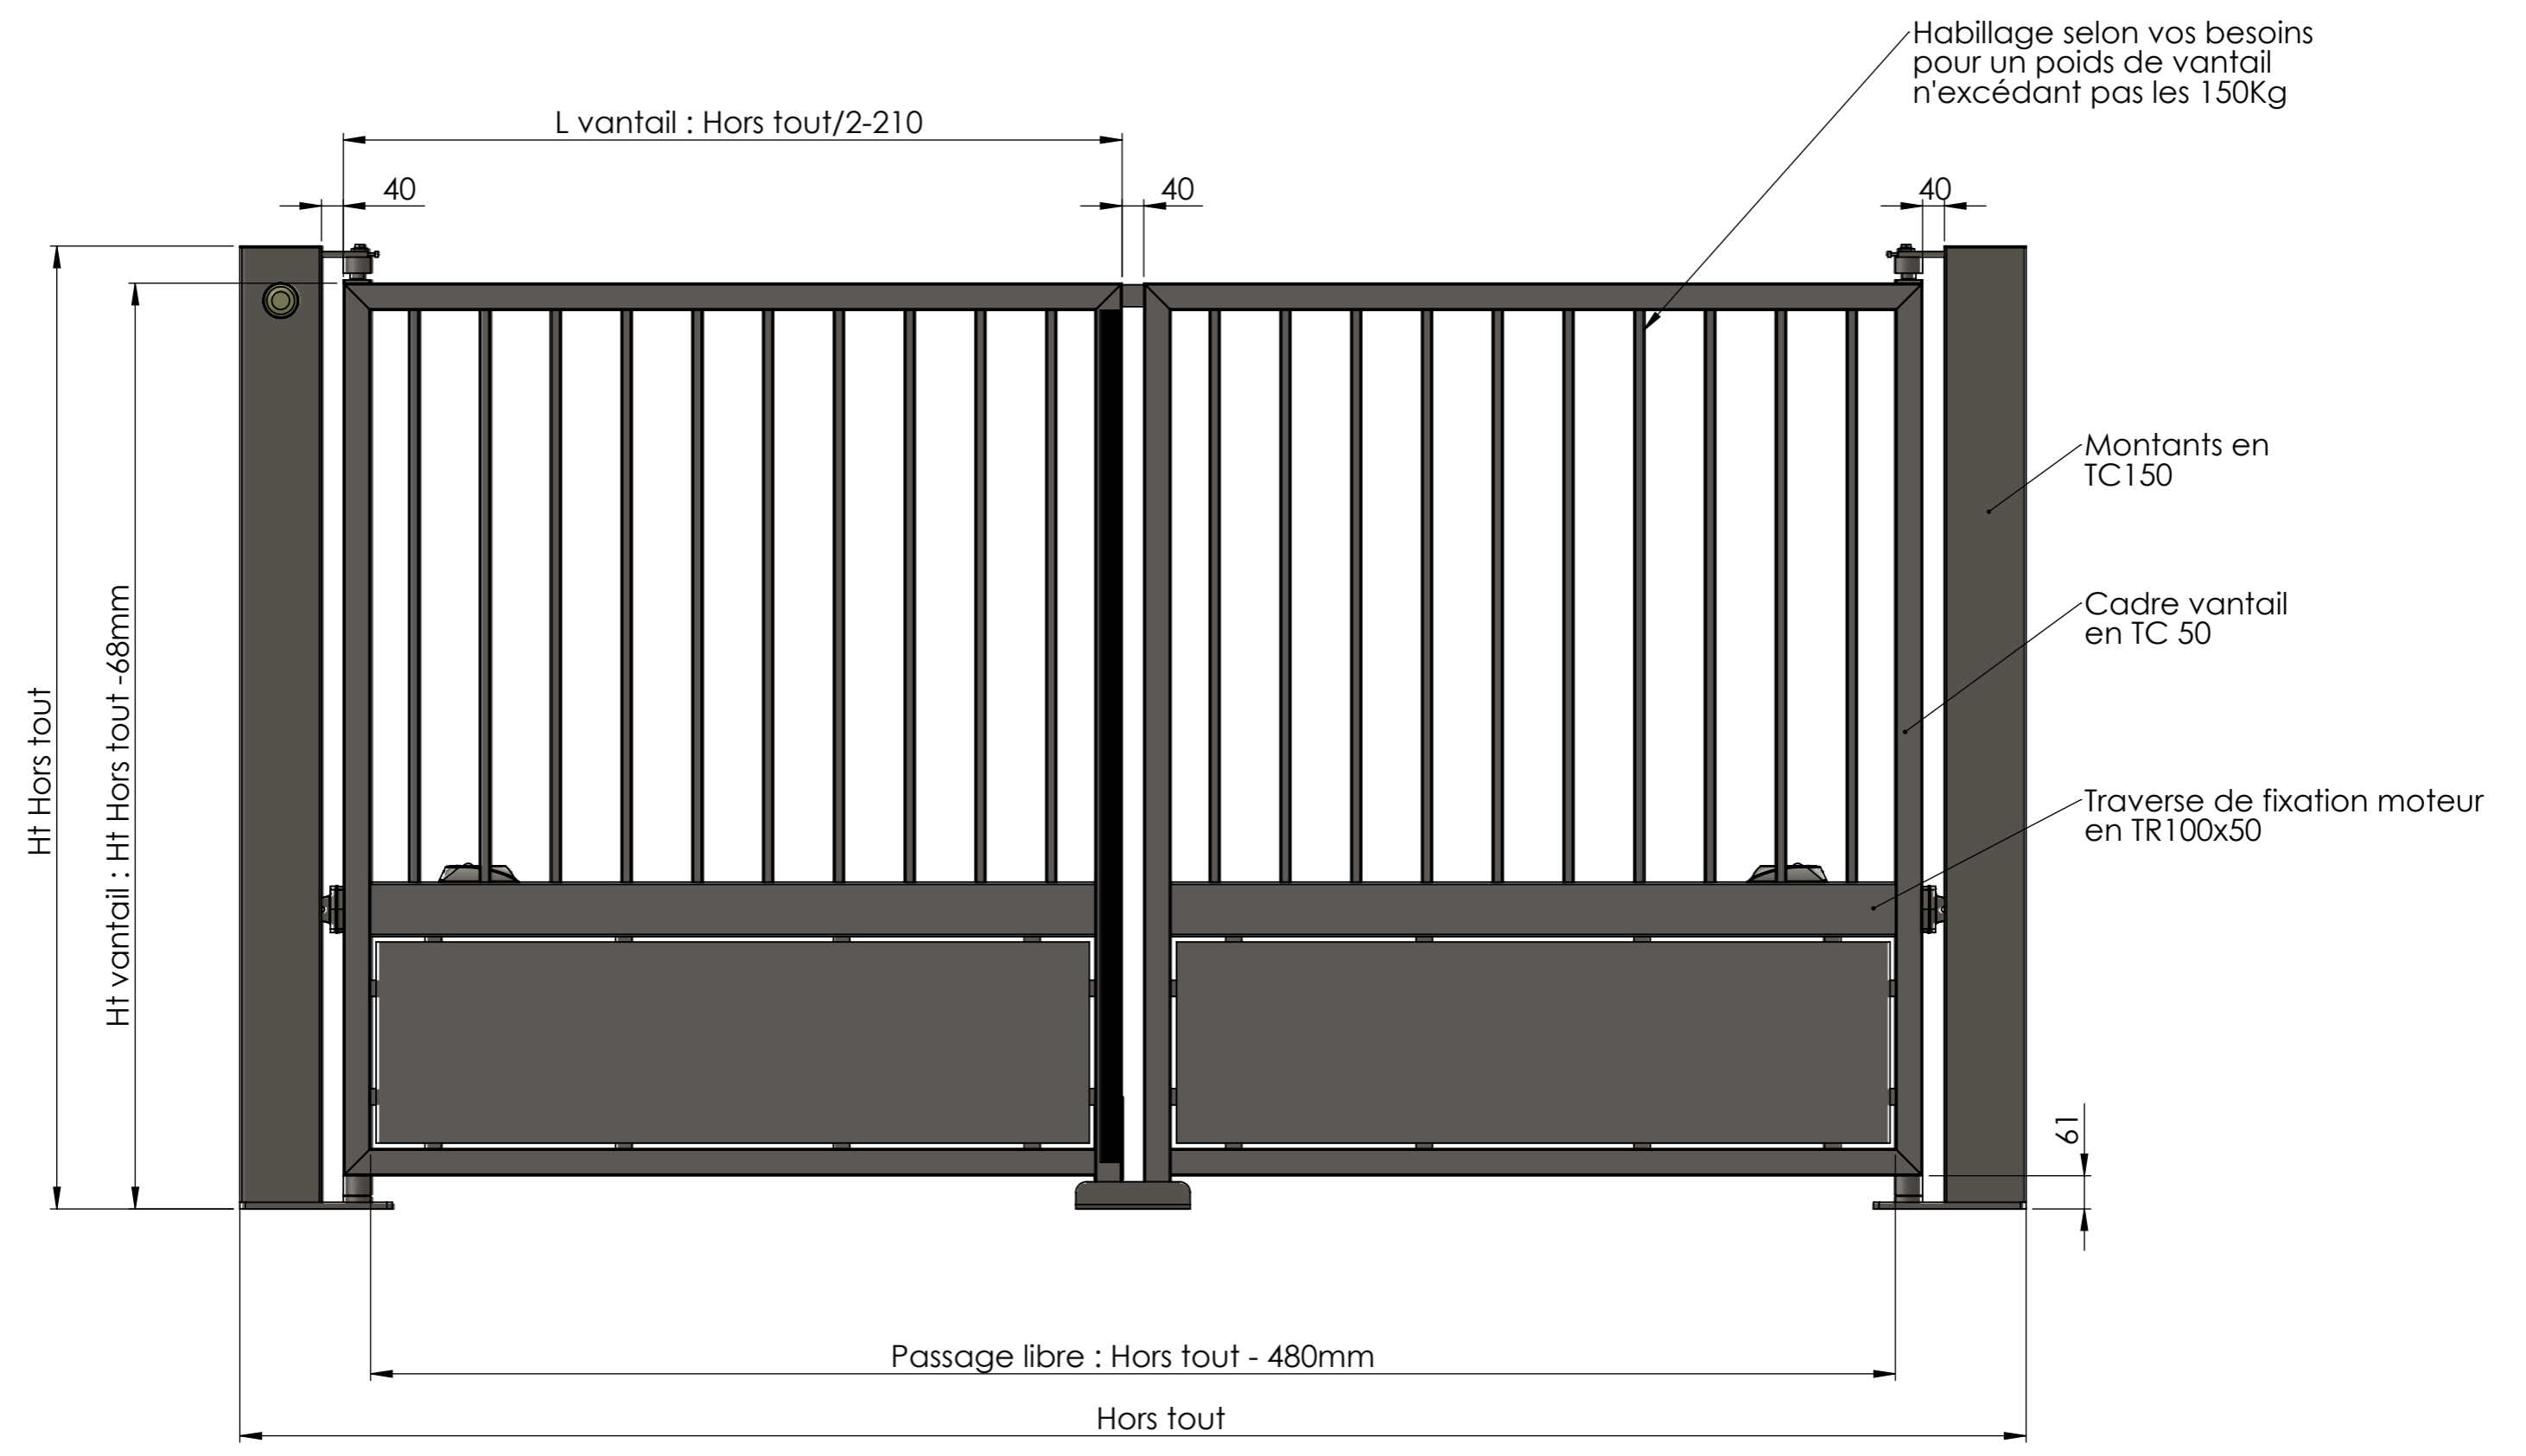 Habillage selon vos besoins
pour un poids de vantail
n'excédant pas les 150Kg
L vantail : Hors tout/2-210
40
40
40
Montants en
TC150
Cadre vantail
en TC 50
Traverse de fixation moteur
en TR100x50
Ht Hors tout
Ht vantail : Ht Hors tout -68mm
61
Passage libre : Hors tout - 480mm
Hors tout